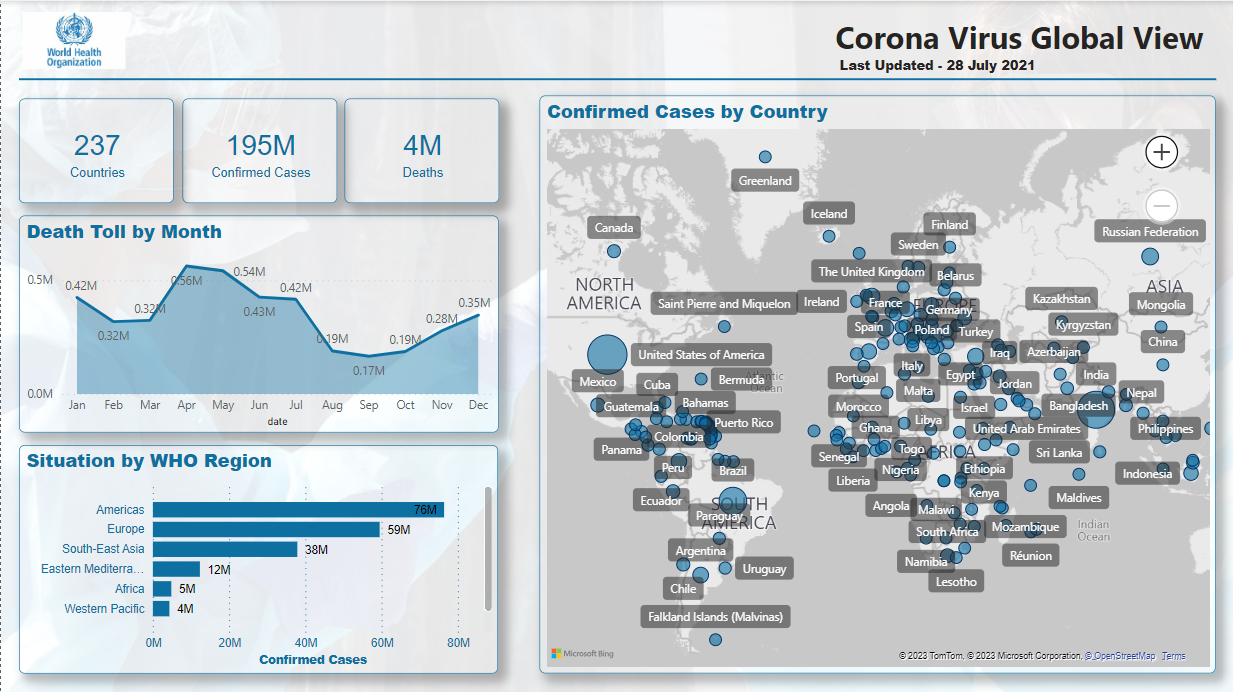 World Health
Organization
Corona Virus Global View
Last Updated - 28 July 2021
237
Countries
195M
Confirmed Cases
4M
Deaths
Death Toll by Month
0.5M
0.0M
0.42M
0.32M
0.32M
0.56M
0.54M
0.43M
0.42M
0.19M
0.17M
0.19M
0.28M
0.35M
Jan Feb Mar Apr May Jun Jul Aug Sep Oct Nov Dec
date
Situation by WHO Region
Americas 76M
Europe 59M
South-East Asia 38M
Eastern Mediterra... 12M
Africa 5M
Western Pacific 4M
0M 20M 40M 60M 80M
Confirmed Cases
Confirmed Cases by Country
Greenland
Iceland
Canada
Finland
Sweden
Russian Federation
The United Kingdom
Belarus
NORTH
AMERICA
ASIA
Saint Pierre and Miquelon
Ireland
France
EUROPE
Germany
Kazakhstan
Mongolia
Spain
Poland
Turkey
Kyrgyzstan
China
United States of America
Iraq
Azerbaijan
Mexico
Cuba
Bermuda
Atlantic
Ocean
Portugal
Italy
Egypt
Jordan
India
Malta
Nepal
Guatemala
Bahamas
Morocco
Israel
Bangladesh
Puerto Rico
Ghana
Libya
United Arab Emirates
Philippines
Colombia
Panama
Senegal
Togo
Sri Lanka
Peru
Brazil
Nigeria
Ethiopia
Indonesia
Liberia
Ecuador
Kenya
Maldives
SOUTH
AMERICA
Paraguay
Angola
Malawi
South Africa
Mozambique
Indian
Ocean
Argentina
Réunion
Namibia
Uruguay
Lesotho
Chile
Falkland Islands (Malvinas)
Microsoft Bing
© 2023 TomTom, © 2023 Microsoft Corporation, © OpenStreetMap Terms